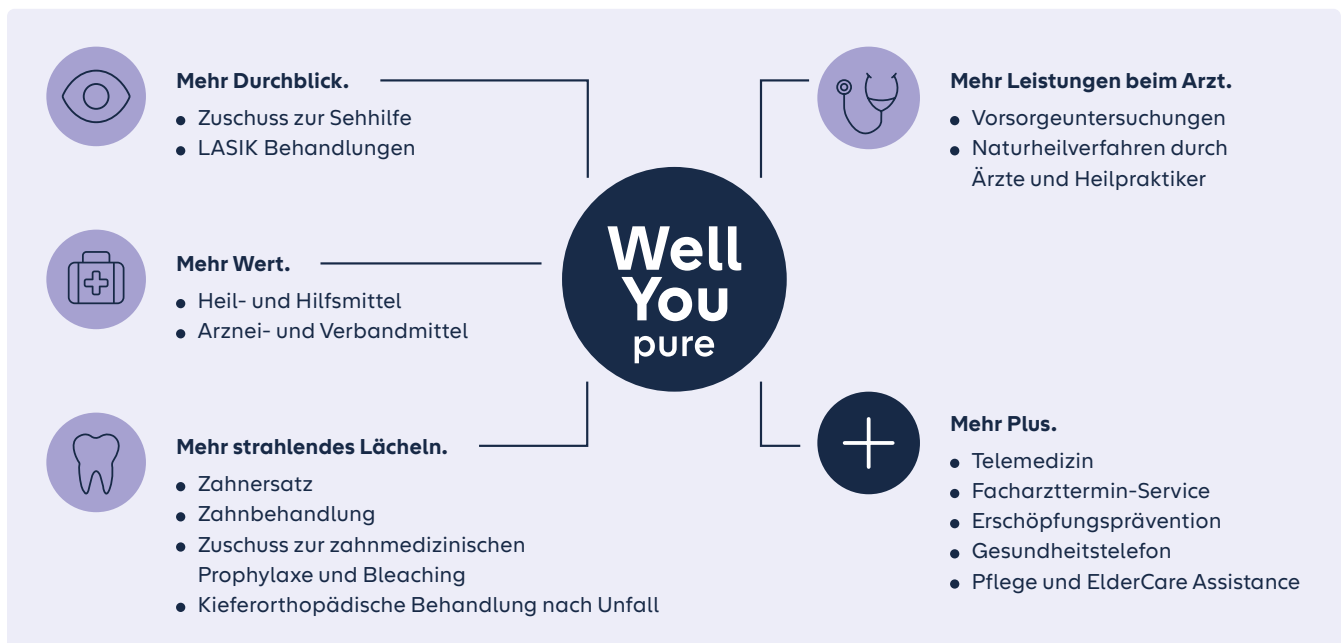 Mehr Durchblick.
Zuschuss zur Sehhilfe
LASIK Behandlungen
Mehr Wert.
Heil- und Hilfsmittel
Arznei- und Verbandmittel
Mehr strahlendes Lächeln.
Zahnersatz
Zahnbehandlung
Zuschuss zur zahnmedizinischen
Prophylaxe und Bleaching
Kieferorthopädische Behandlung nach Unfall
Well
You
pure
Mehr Leistungen beim Arzt.
Vorsorgeuntersuchungen
Naturheilverfahren durch
Ärzte und Heilpraktiker
Mehr Plus.
Telemedizin
Facharzttermin-Service
Erschöpfungsprävention
Gesundheitstelefon
Pflege und ElderCare Assistance